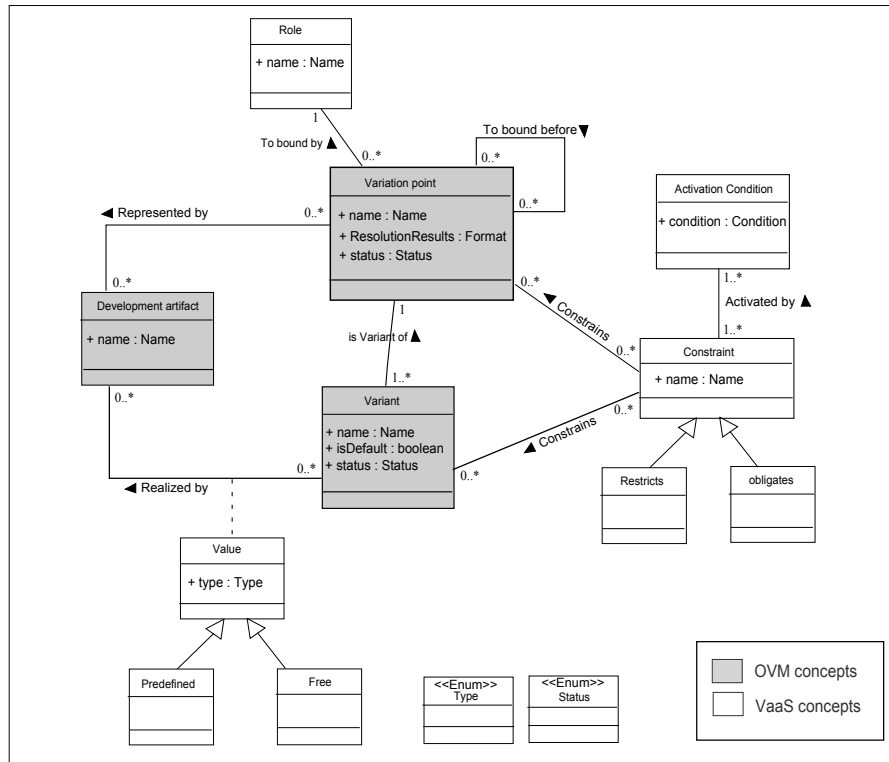 Role
+ name : Name
1
To bound by ▲
0..*
To bound before ▼
0..*
0..*
Variation point
+ name : Name
+ ResolutionResults : Format
+ status : Status
◄ Represented by
0..*
0..*
Activation Condition
+ condition : Condition
1..*
Activated by ▲
1..*
Development artifact
+ name : Name
0..*
0..*
◄ Constrains
0..*
1
is Variant of ▲
1..*
Constraint
+ name : Name
0..*
◄ Constrains
0..*
Variant
+ name : Name
+ isDefault : boolean
+ status : Status
0..*
◄ Realized by
Restricts
obligates
Value
+ type : Type
Predefined
Free
<<Enum>>
Type
<<Enum>>
Status
OVM concepts
VaaS concepts